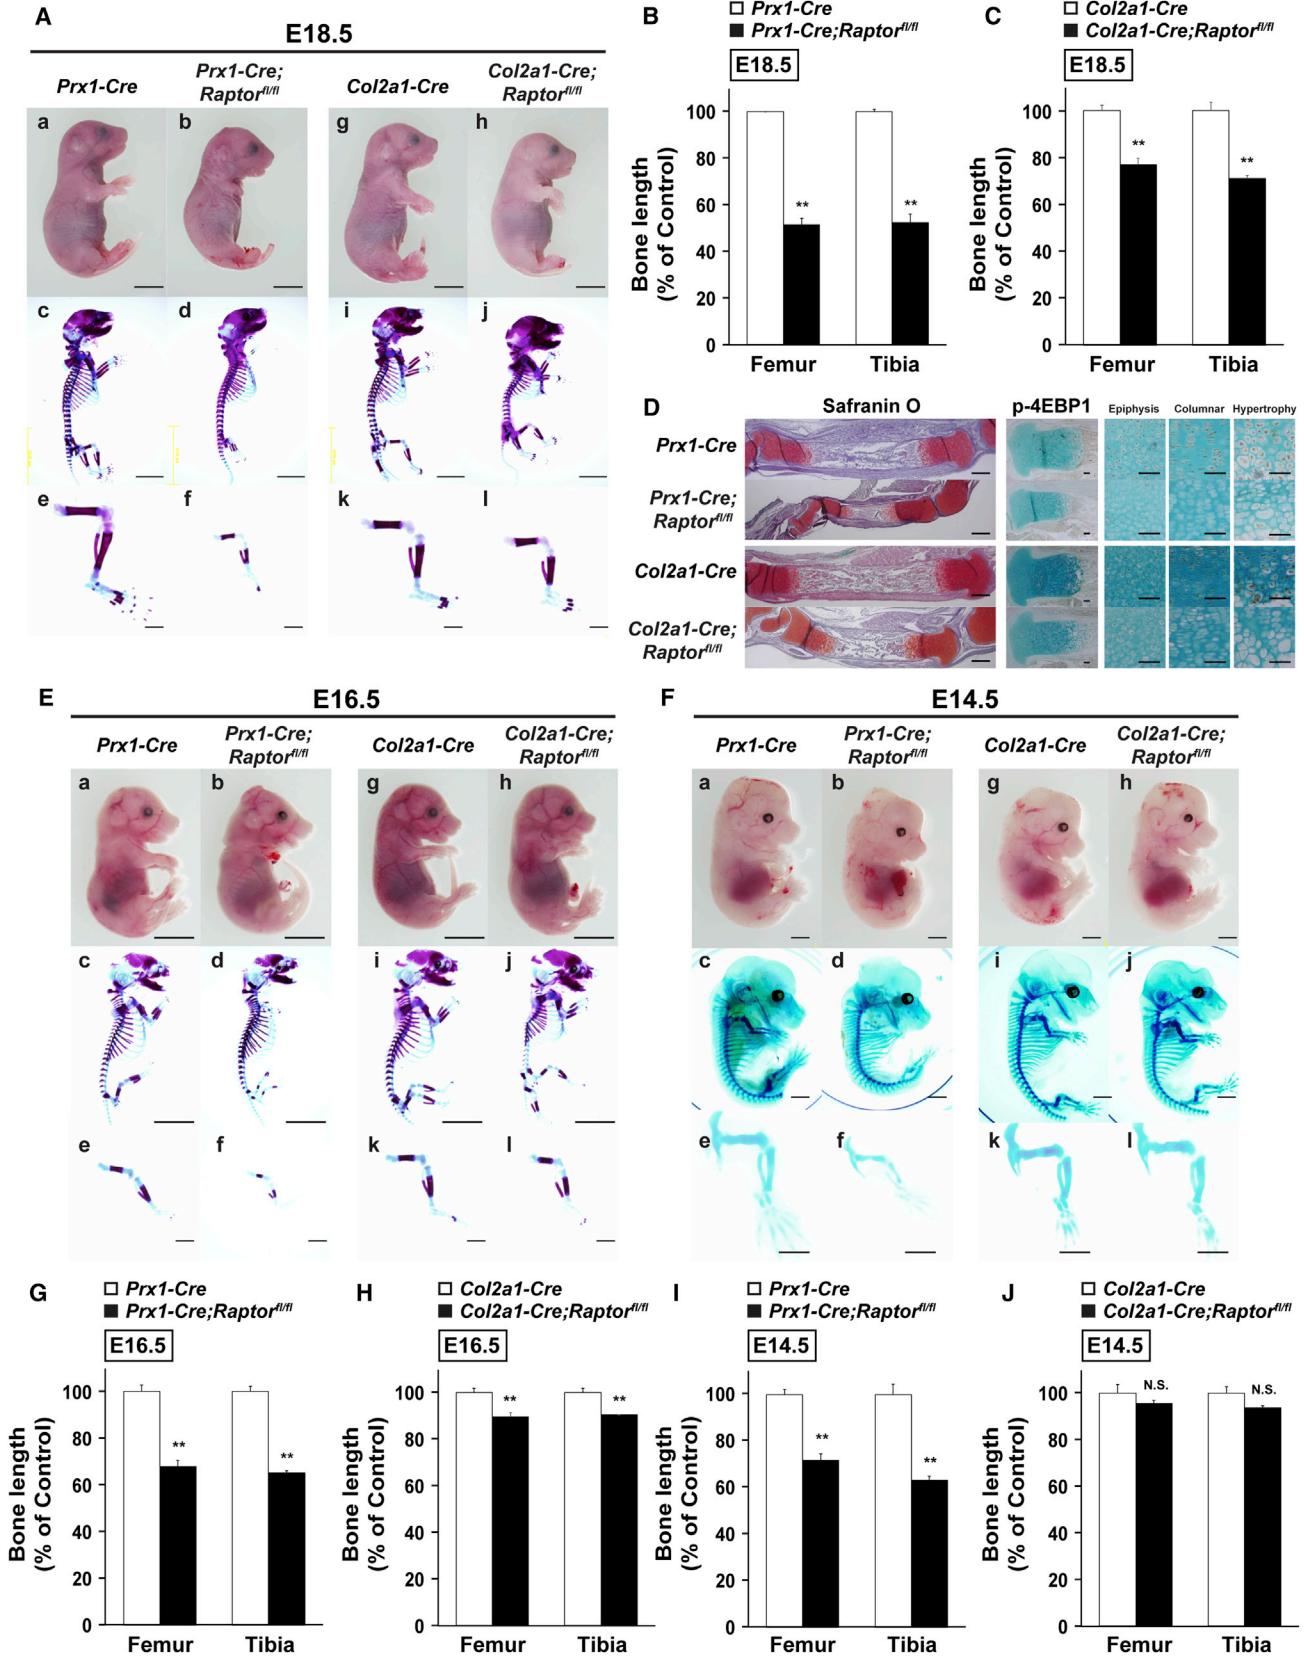 A
E18.5
Prx1-Cre
Prx1-Cre;
Raptorfl/fl
Col2a1-Cre
Col2a1-Cre;
Raptorfl/fl
a
b
g
h
c
d
i
j
e
f
k
l
B
Prx1-Cre
Prx1-Cre;Raptorfl/fl
E18.5
Bone length
(% of Control)
100
80
60
40
20
0
**
**
Femur
Tibia
C
Col2a1-Cre
Col2a1-Cre;Raptorfl/fl
E18.5
Bone length
(% of Control)
100
80
60
40
20
0
**
**
Femur
Tibia
D
Safranin O
p-4EBP1
Epiphysis
Columnar
Hypertrophy
Prx1-Cre
Prx1-Cre;
Raptorfl/fl
Col2a1-Cre
Col2a1-Cre;
Raptorfl/fl
E
E16.5
Prx1-Cre
Prx1-Cre;
Raptorfl/fl
Col2a1-Cre
Col2a1-Cre;
Raptorfl/fl
a
b
g
h
c
d
i
j
e
f
k
l
F
E14.5
Prx1-Cre
Prx1-Cre;
Raptorfl/fl
Col2a1-Cre
Col2a1-Cre;
Raptorfl/fl
a
b
g
h
c
d
i
j
e
f
k
l
G
Prx1-Cre
Prx1-Cre;Raptorfl/fl
E16.5
Bone length
(% of Control)
100
80
60
40
20
0
**
**
Femur
Tibia
H
Col2a1-Cre
Col2a1-Cre;Raptorfl/fl
E16.5
Bone length
(% of Control)
100
80
60
40
20
0
**
**
Femur
Tibia
I
Prx1-Cre
Prx1-Cre;Raptorfl/fl
E14.5
Bone length
(% of Control)
100
80
60
40
20
0
**
**
Femur
Tibia
J
Col2a1-Cre
Col2a1-Cre;Raptorfl/fl
E14.5
Bone length
(% of Control)
100
80
60
40
20
0
N.S.
N.S.
Femur
Tibia